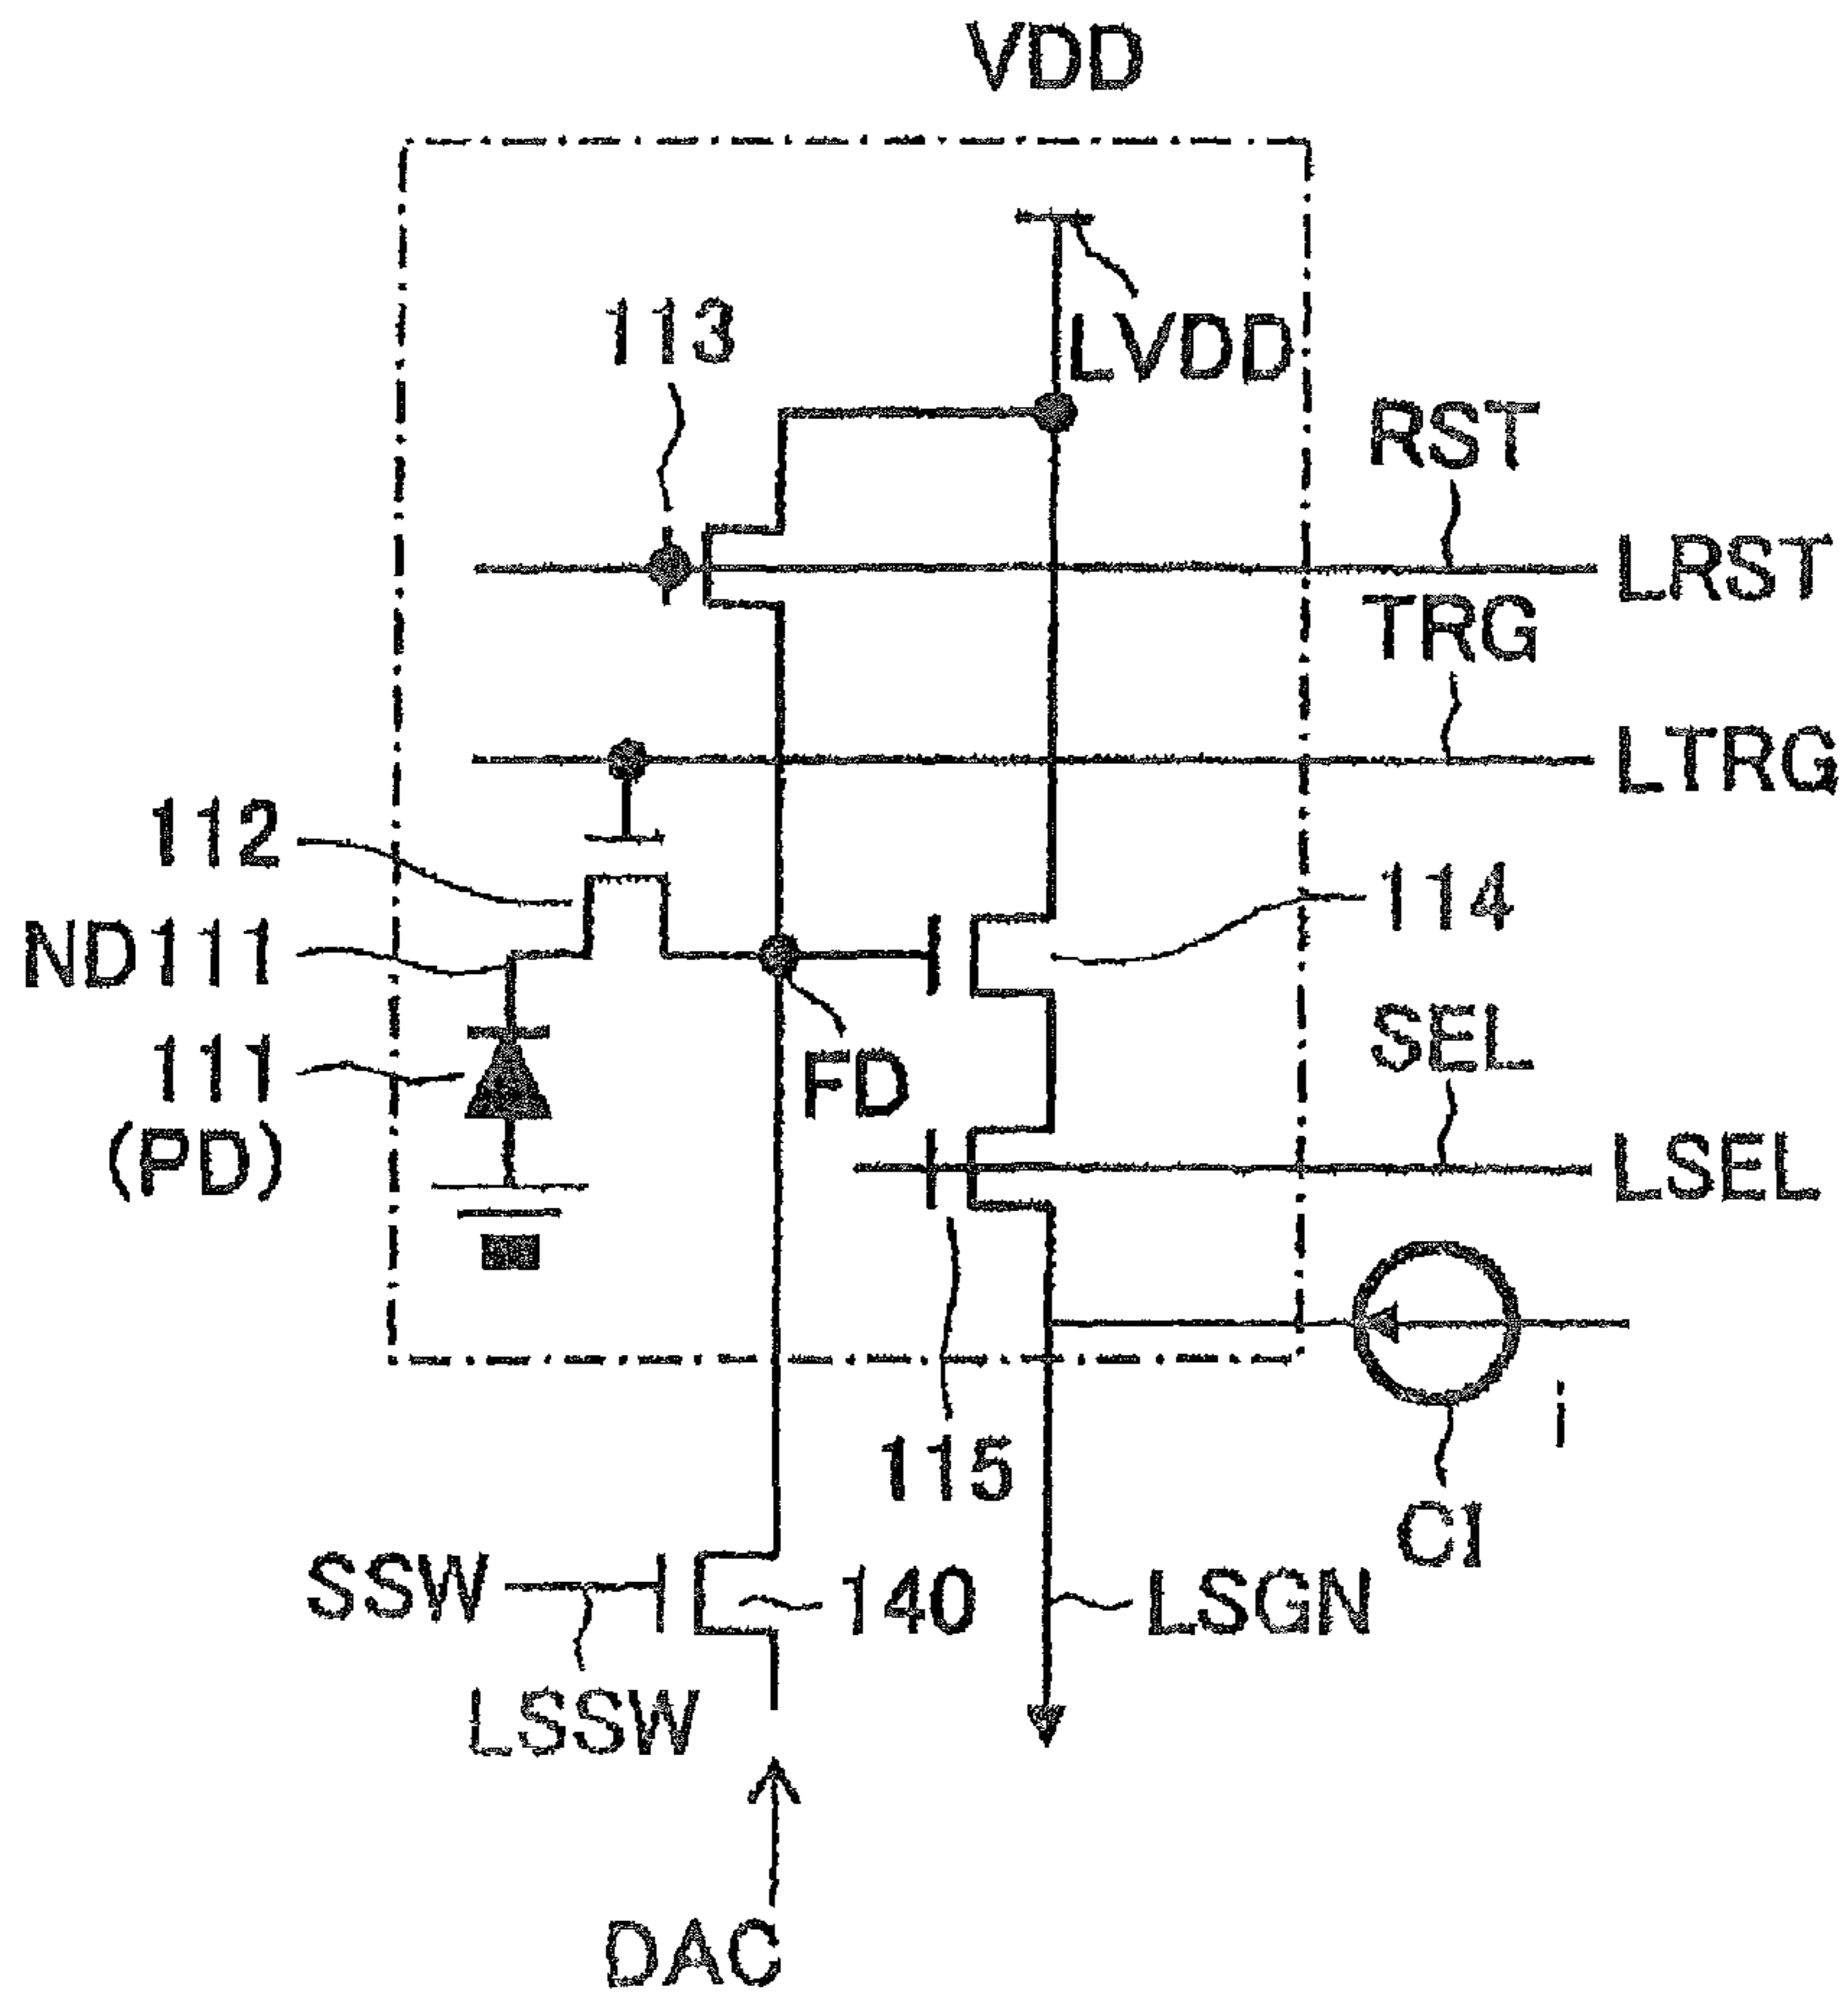 VDD
113
LVDD
RST
LRST
TRG
LTRG
112
114
ND111
SEL
111
(PD)
FD
LSEL
115
i
CI
SSW
140
LSGN
LSSW
DAC